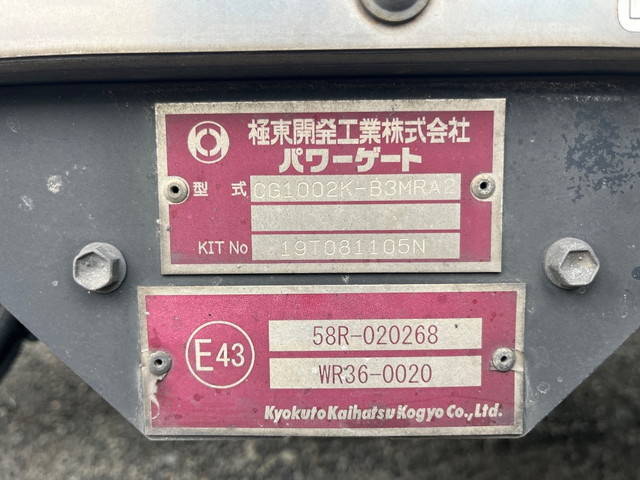 極東開発工業株式会社
パワーゲート
型 式 CG1002K-B3MRA2
KIT No 19T081105N
E43
58R-020268
WR36-0020
Kyokuto Kaihatsu Kogyo Co., Ltd.